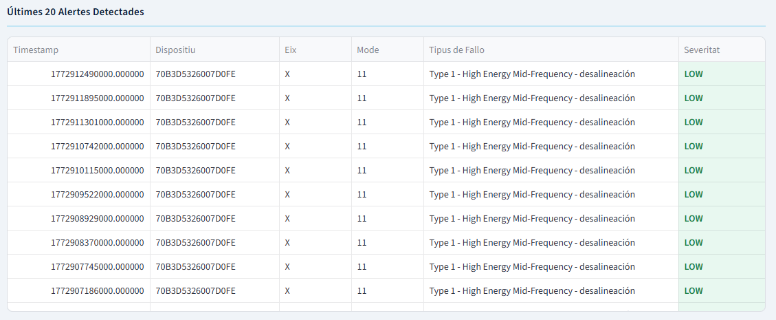 Últimes 20 Alertes Detectades
Timestamp Dispositiu Eix Mode Tipus de Fallo Severitat
1772912490000.000000 70B3D5326007D0FE X 11 Type 1 - High Energy Mid-Frequency - desalineación LOW
1772911895000.000000 70B3D5326007D0FE X 11 Type 1 - High Energy Mid-Frequency - desalineación LOW
1772911301000.000000 70B3D5326007D0FE X 11 Type 1 - High Energy Mid-Frequency - desalineación LOW
1772910742000.000000 70B3D5326007D0FE X 11 Type 1 - High Energy Mid-Frequency - desalineación LOW
1772910115000.000000 70B3D5326007D0FE X 11 Type 1 - High Energy Mid-Frequency - desalineación LOW
1772909522000.000000 70B3D5326007D0FE X 11 Type 1 - High Energy Mid-Frequency - desalineación LOW
1772908929000.000000 70B3D5326007D0FE X 11 Type 1 - High Energy Mid-Frequency - desalineación LOW
1772908370000.000000 70B3D5326007D0FE X 11 Type 1 - High Energy Mid-Frequency - desalineación LOW
1772907745000.000000 70B3D5326007D0FE X 11 Type 1 - High Energy Mid-Frequency - desalineación LOW
1772907186000.000000 70B3D5326007D0FE X 11 Type 1 - High Energy Mid-Frequency - desalineación LOW